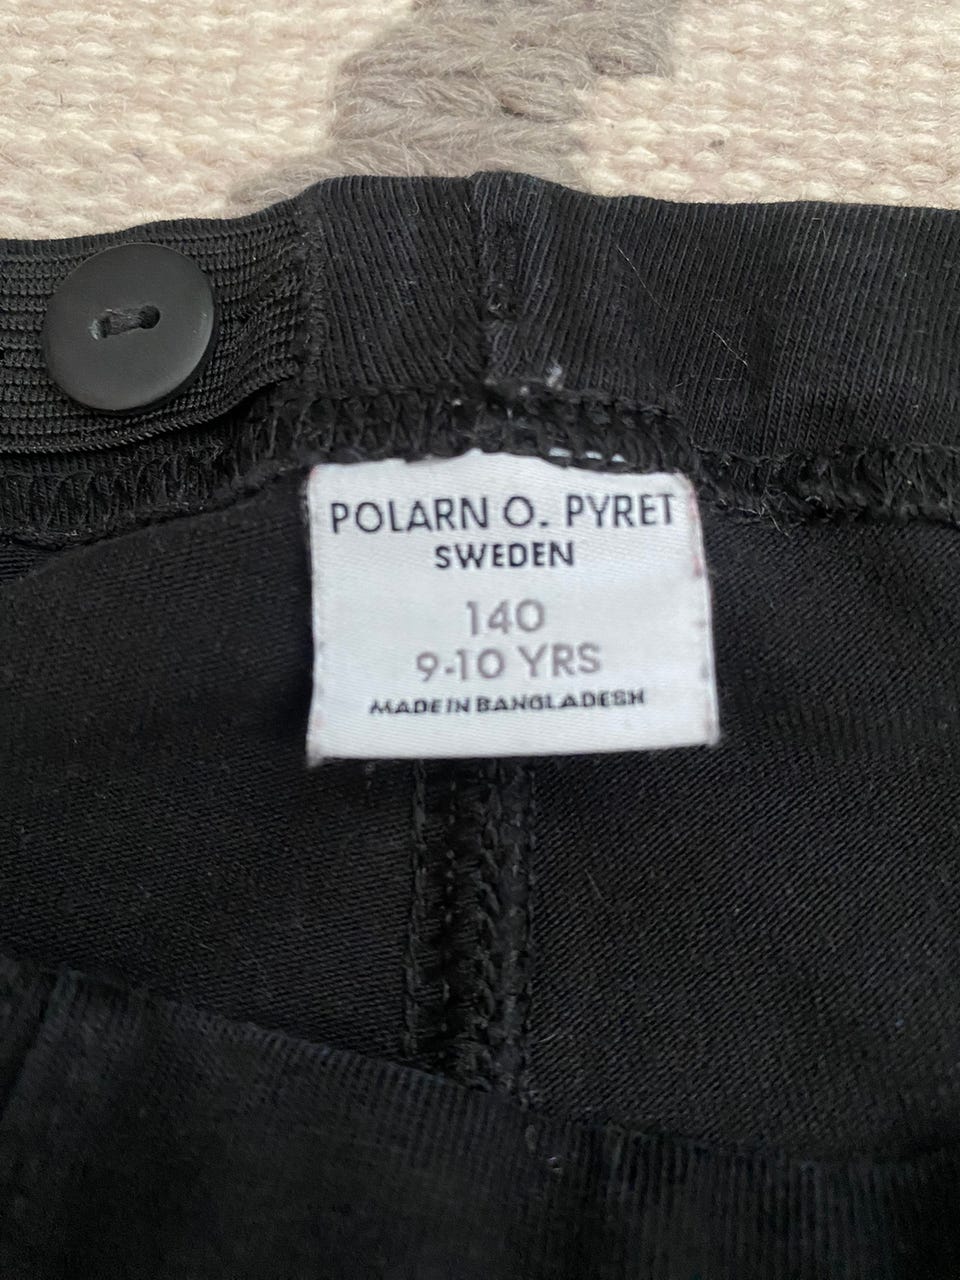 POLARN O. PYRET
SWEDEN
140
9-10 YRS
MADE IN BANGLADESH